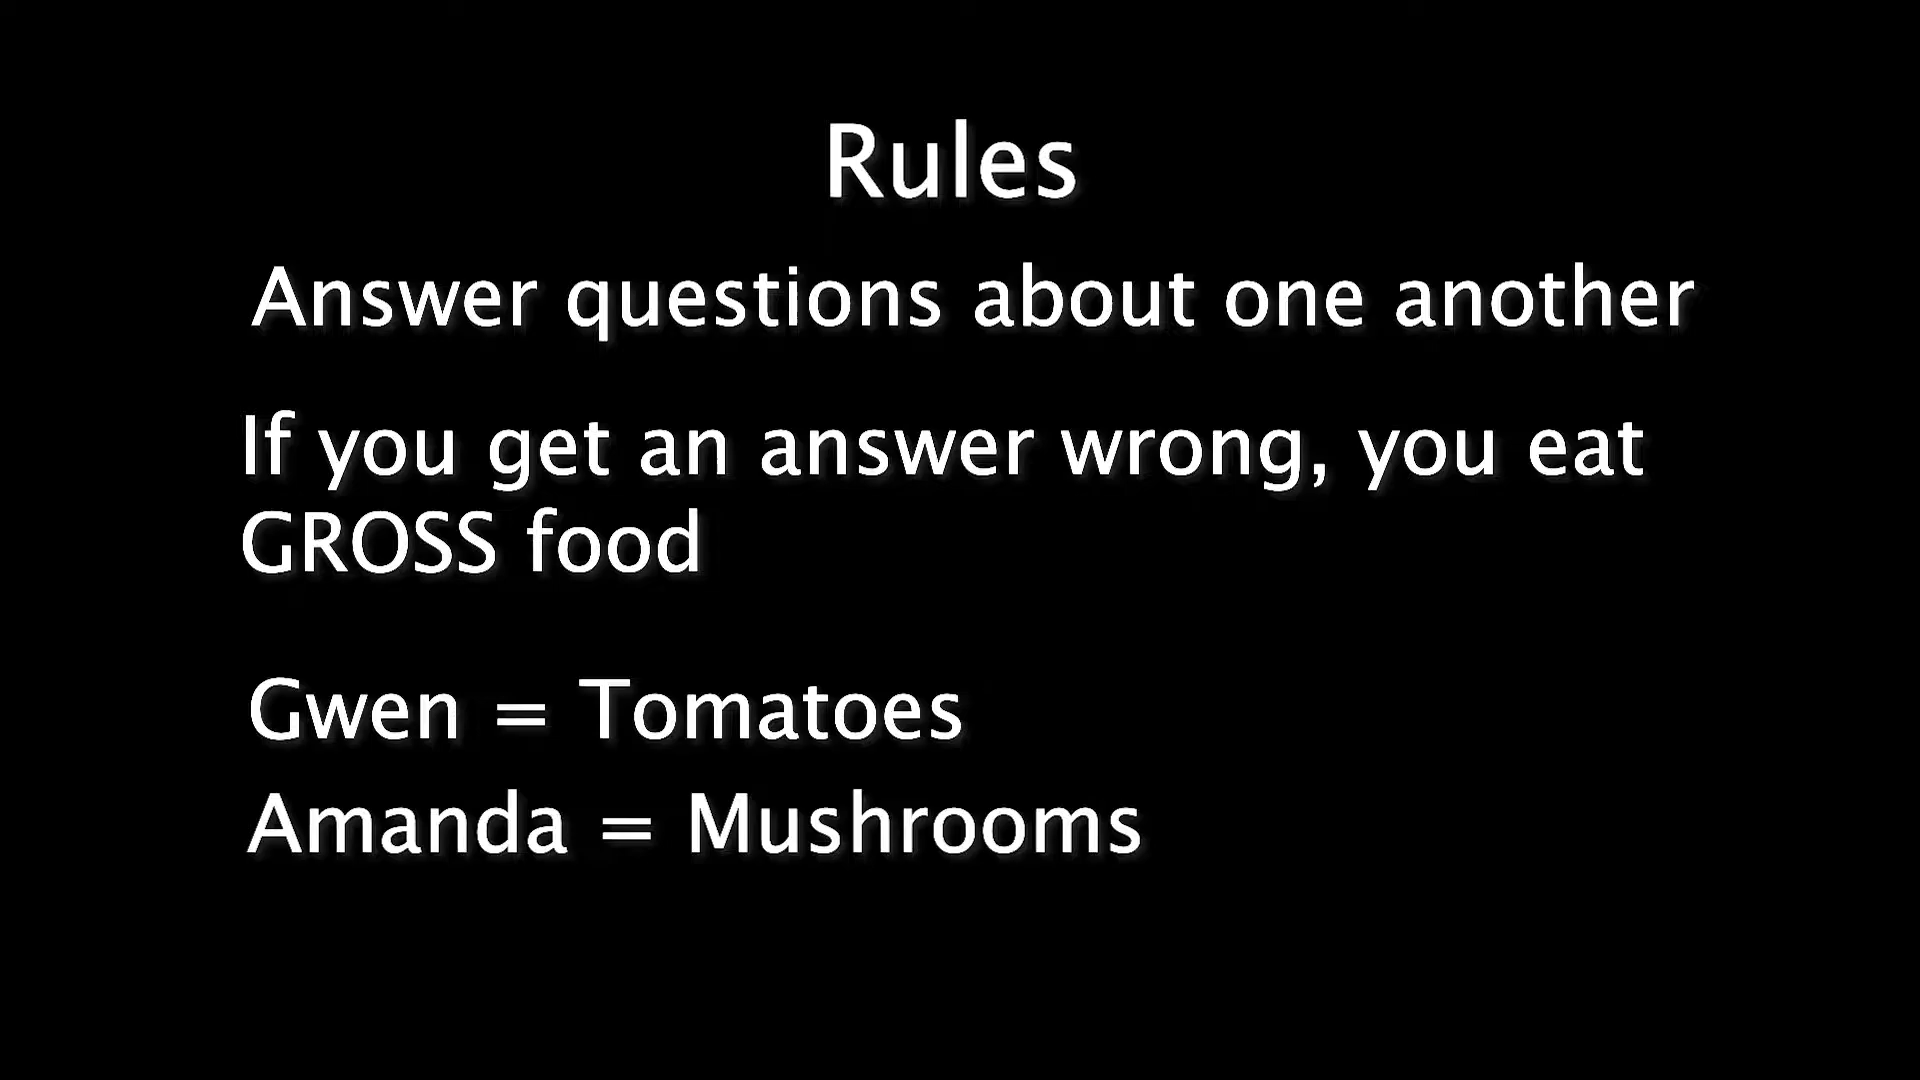 Rules
Answer questions about one another
If you get an answer wrong, you eat
GROSS food
Gwen = Tomatoes
Amanda = Mushrooms